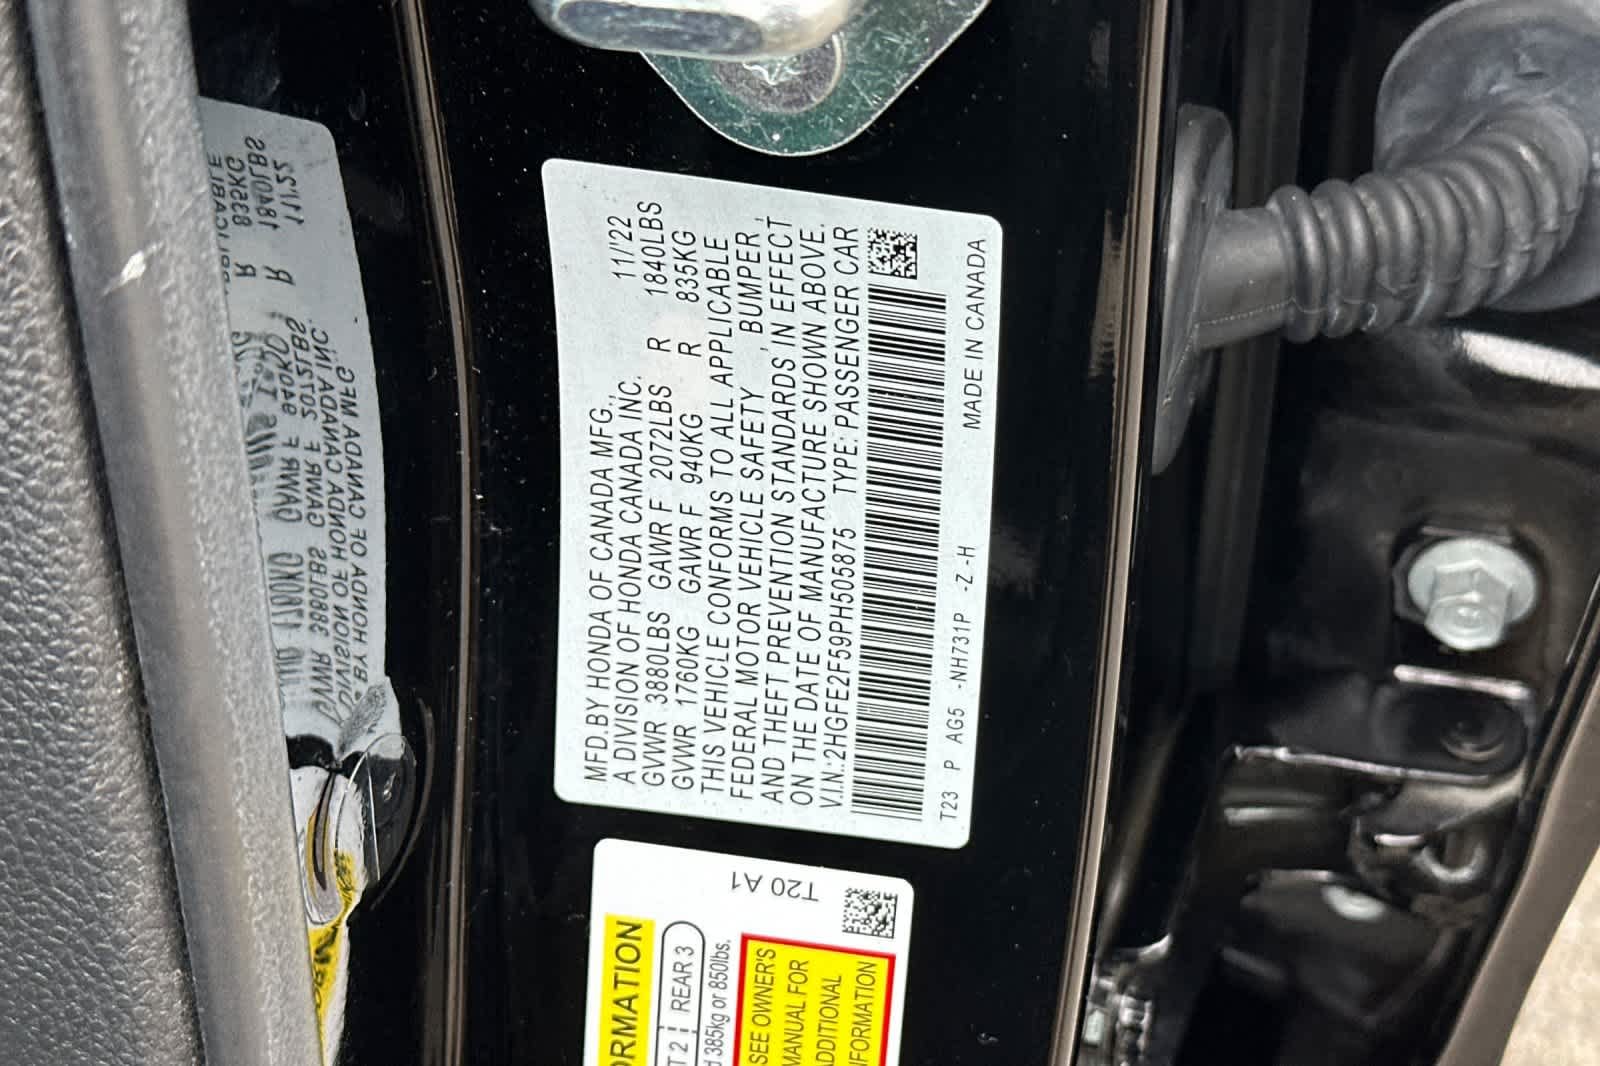 MFD.BY HONDA OF CANADA MFG., 11/'22
A DIVISION OF HONDA CANADA INC.
GVWR 3880LBS GAWR F 2072LBS R 1840LBS
GVWR 1760KG GAWR F 940KG R 835KG
THIS VEHICLE CONFORMS TO ALL APPLICABLE
FEDERAL MOTOR VEHICLE SAFETY , BUMPER ,
AND THEFT PREVENTION STANDARDS IN EFFECT
ON THE DATE OF MANUFACTURE SHOWN ABOVE.
V.I.N.:2HGFE2F59PH505875 TYPE: PASSENGER CAR
T23 P AG5 -NH731P -Z -H MADE IN CANADA
T20 A1
ORMATION
T 2 REAR 3
d 385kg or 850lbs.
SEE OWNER'S
MANUAL FOR
ADDITIONAL
NFORMATION